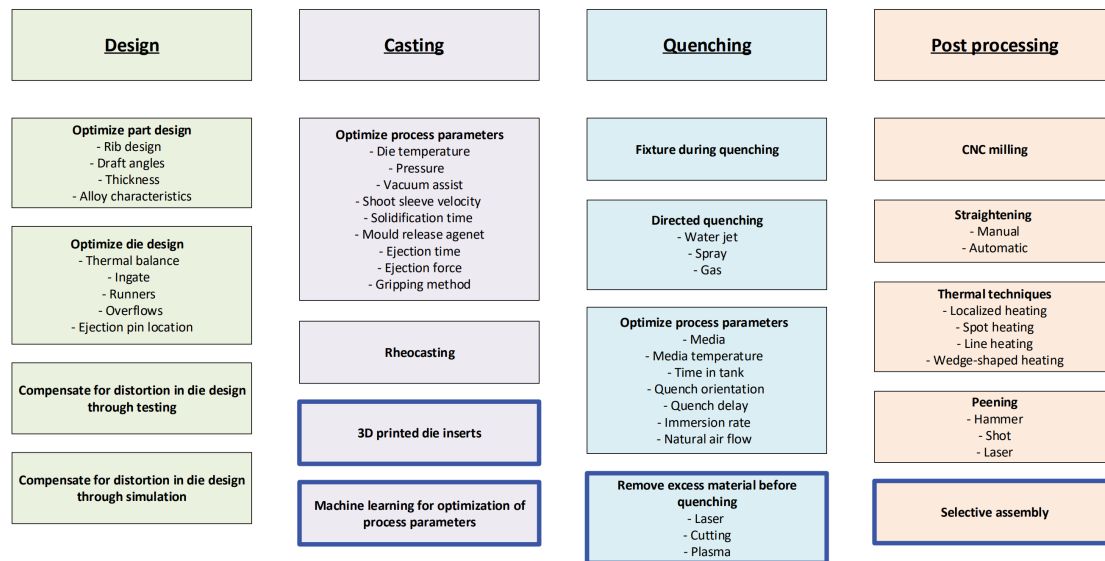 Design
Optimize part design
- Rib design
- Draft angles
- Thickness
- Alloy characteristics
Optimize die design
- Thermal balance
- Ingate
- Runners
- Overflows
- Ejection pin location
Compensate for distortion in die design
through testing
Compensate for distortion in die design
through simulation
Casting
Optimize process parameters
- Die temperature
- Pressure
- Vacuum assist
- Shoot sleeve velocity
- Solidification time
- Mould release agenet
- Ejection time
- Ejection force
- Gripping method
Rheocasting
3D printed die inserts
Machine learning for optimization of
process parameters
Quenching
Fixture during quenching
Directed quenching
- Water jet
- Spray
- Gas
Optimize process parameters
- Media
- Media temperature
- Time in tank
- Quench orientation
- Quench delay
- Immersion rate
- Natural air flow
Remove excess material before
quenching
- Laser
- Cutting
- Plasma
Post processing
CNC milling
Straightening
- Manual
- Automatic
Thermal techniques
- Localized heating
- Spot heating
- Line heating
- Wedge-shaped heating
Peening
- Hammer
- Shot
- Laser
Selective assembly